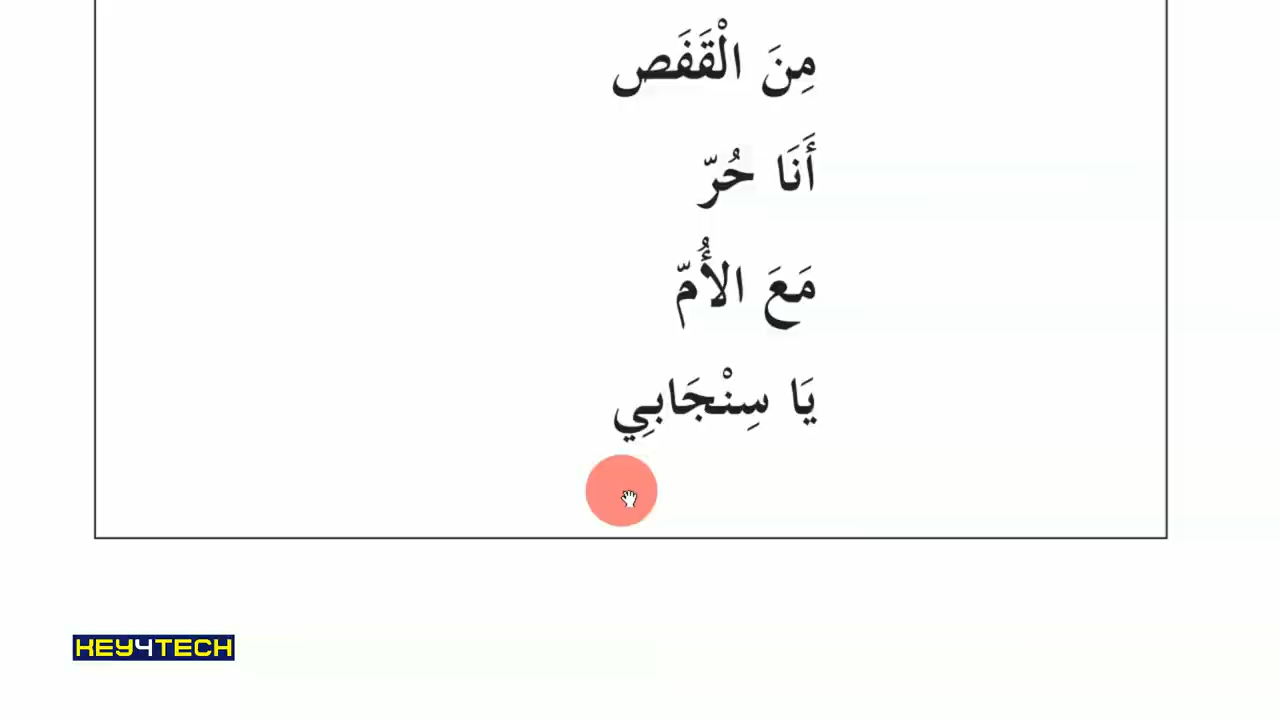 مِنَ الْقَفَص
أَنَا حُرّ
مَعَ الأُمّ
يَا سِنْجَابِي
KEY4TECH